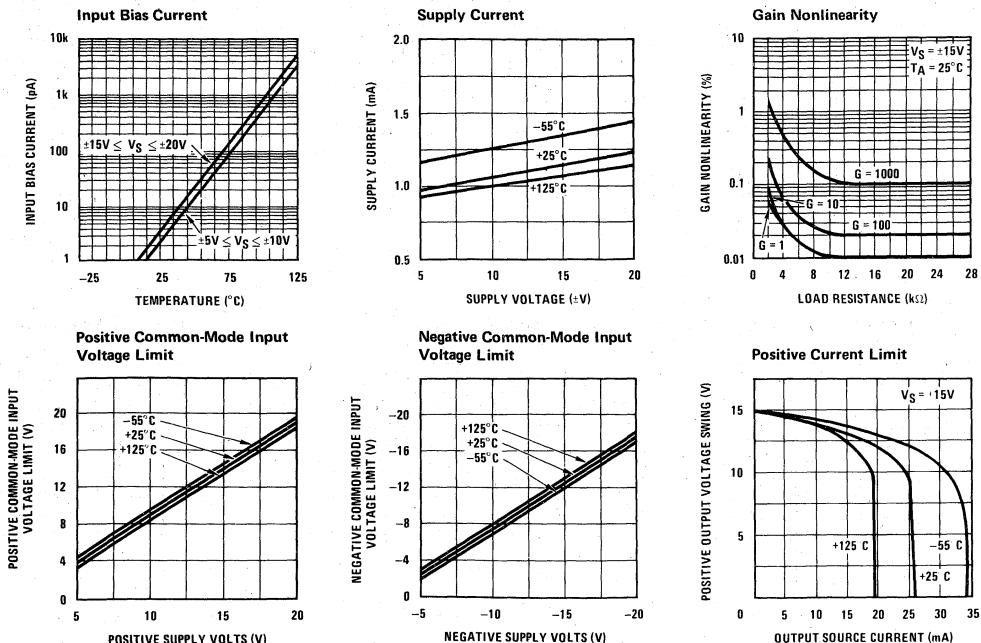 Input Bias Current
10k
1k
100
10
1
INPUT BIAS CURRENT (pA)
±15V ≤ VS ≤ ±20V
±5V ≤ VS ≤ ±10V
-25
25
75
125
TEMPERATURE (°C)
Supply Current
2.0
1.5
1.0
0.5
SUPPLY CURRENT (mA)
-55°C
+25°C
+125°C
5
10
15
20
SUPPLY VOLTAGE (±V)
Gain Nonlinearity
10
1
0.1
0.01
GAIN NONLINEARITY (%)
VS = ±15V
TA = 25°C
G = 1000
G = 10
G = 100
G = 1
0 4 8 12 16 20 24 28
LOAD RESISTANCE (kΩ)
Positive Common-Mode Input
Voltage Limit
POSITIVE COMMON-MODE INPUT
VOLTAGE LIMIT (V)
20
16
12
8
4
0
-55°C
+25°C
+125°C
5
10
15
20
POSITIVE SUPPLY VOLTS (V)
Negative Common-Mode Input
Voltage Limit
NEGATIVE COMMON-MODE INPUT
VOLTAGE LIMIT (V)
-20
-16
-12
-8
-4
0
+125°C
+25°C
-55°C
-5
-10
-15
-20
NEGATIVE SUPPLY VOLTS (V)
Positive Current Limit
POSITIVE OUTPUT VOLTAGE SWING (V)
15
10
5
0
VS = ±15V
+125 C
-55 C
+25°C
5 10 15 20 25 30 35
OUTPUT SOURCE CURRENT (mA)